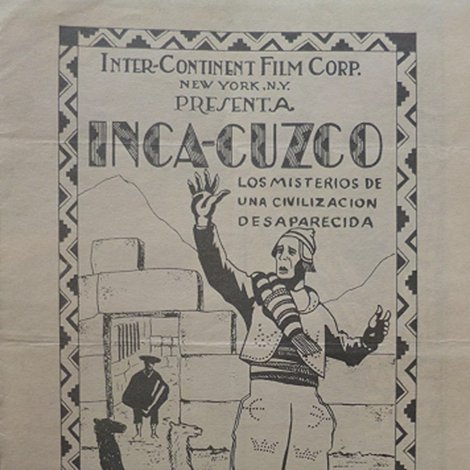 INTER-CONTINENT FILM CORP.
NEW YORK, N.Y.
PRESENTA
INCA-CUZCO
LOS MISTERIOS DE
UNA CIVILIZACION
DESAPARECIDA